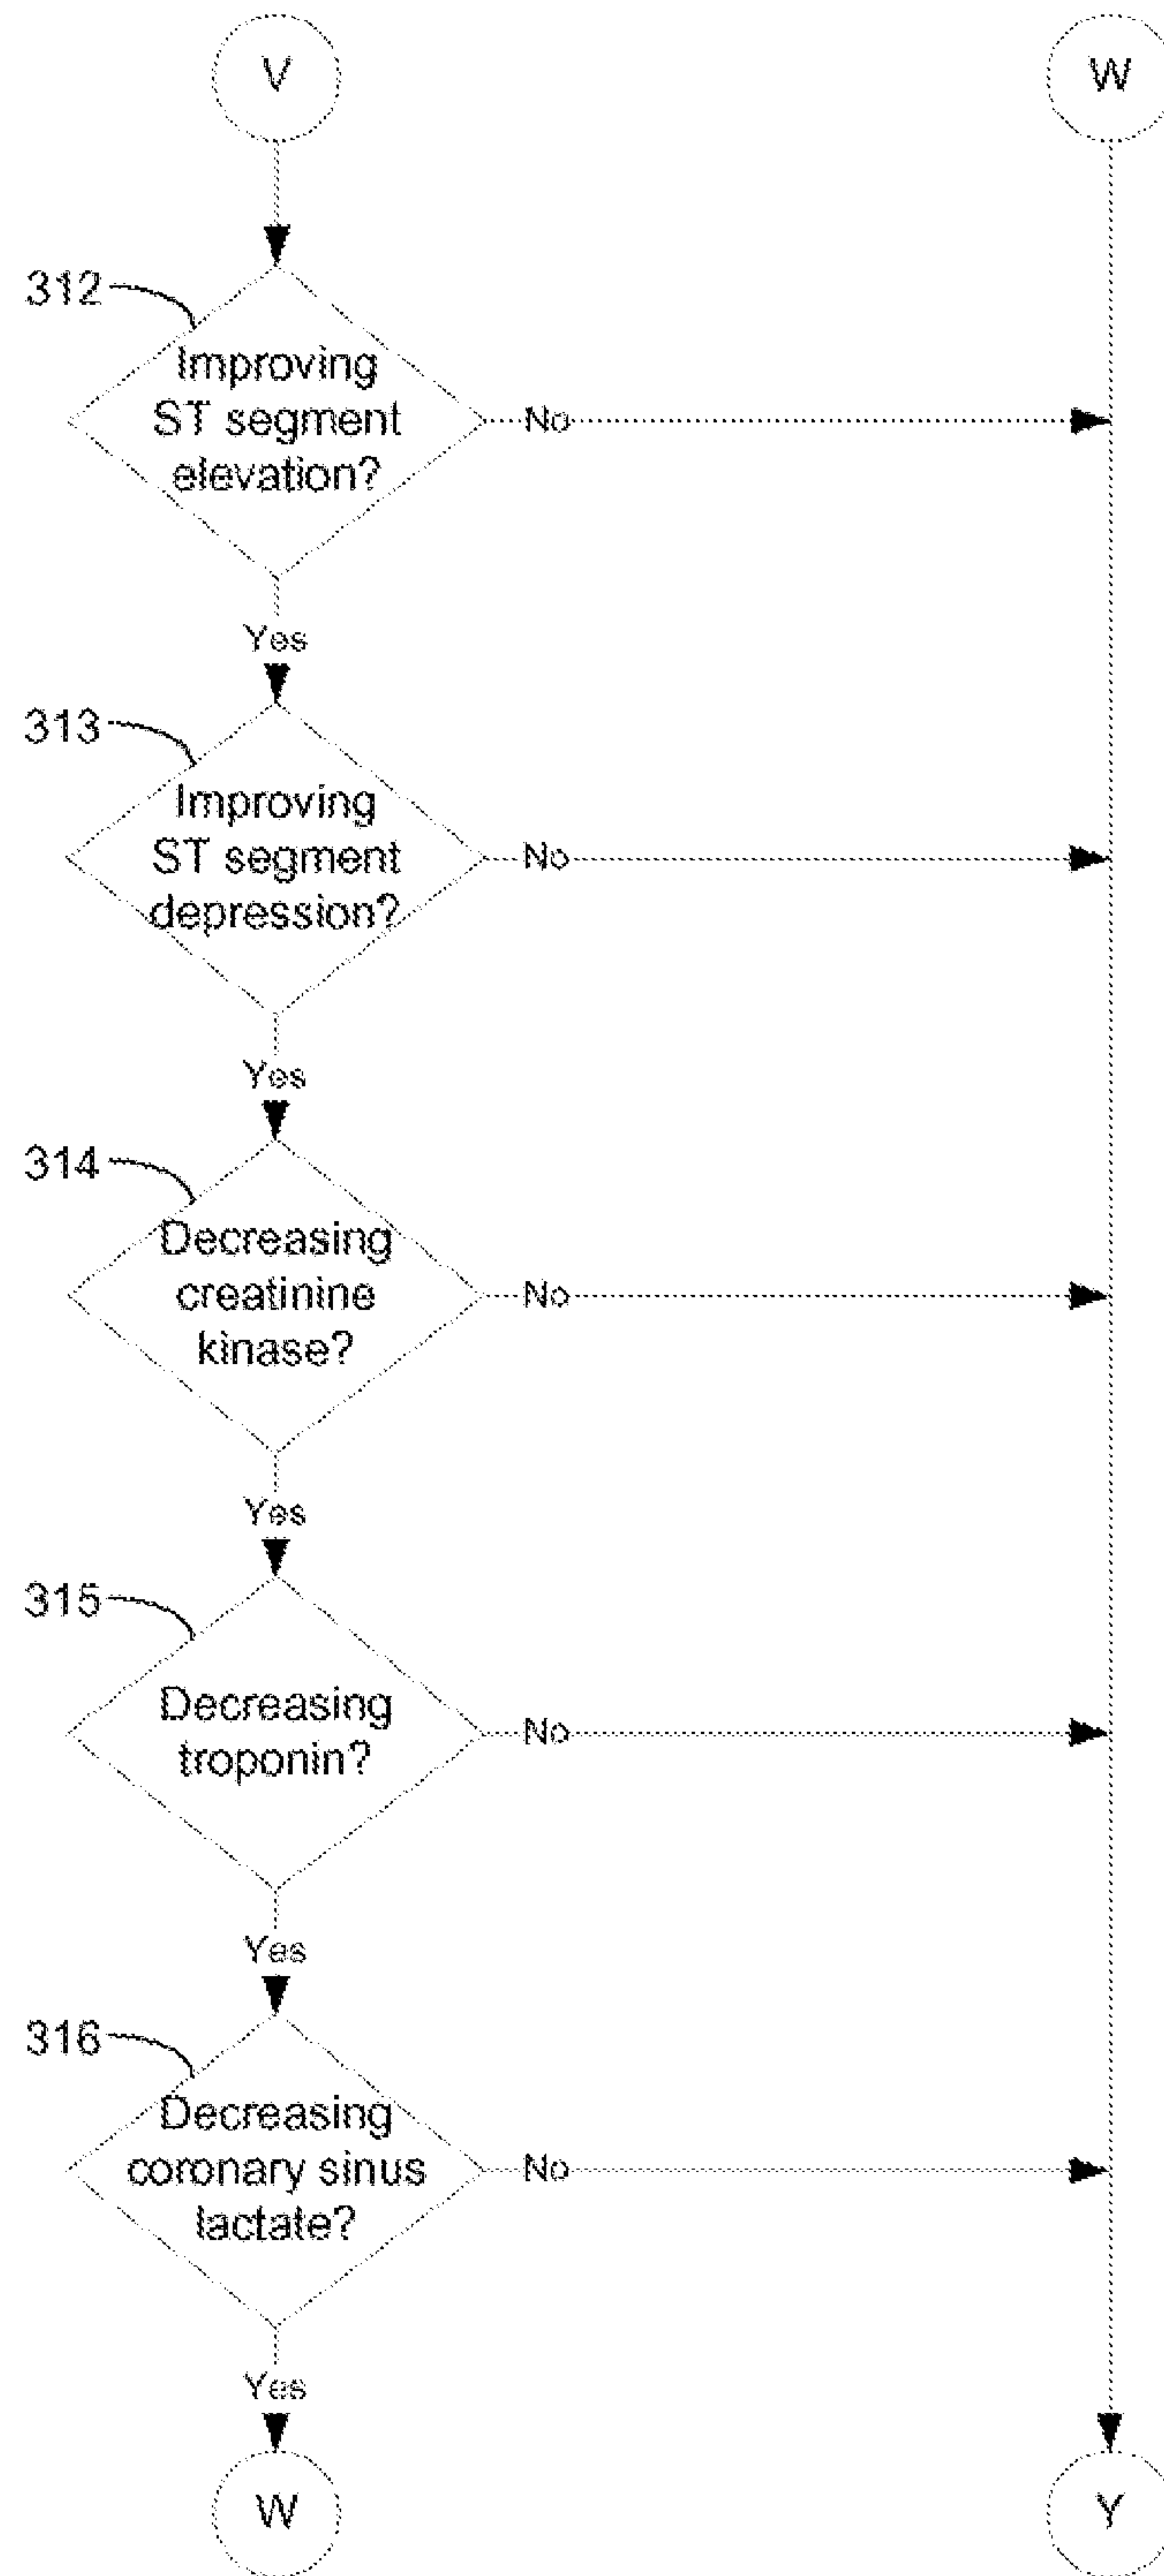 V
W
312
Improving
ST segment
elevation?
No
Yes
313
Improving
ST segment
depression?
No
Yes
314
Decreasing
creatinine
kinase?
No
Yes
315
Decreasing
troponin?
No
Yes
316
Decreasing
coronary sinus
lactate?
No
Yes
W
Y